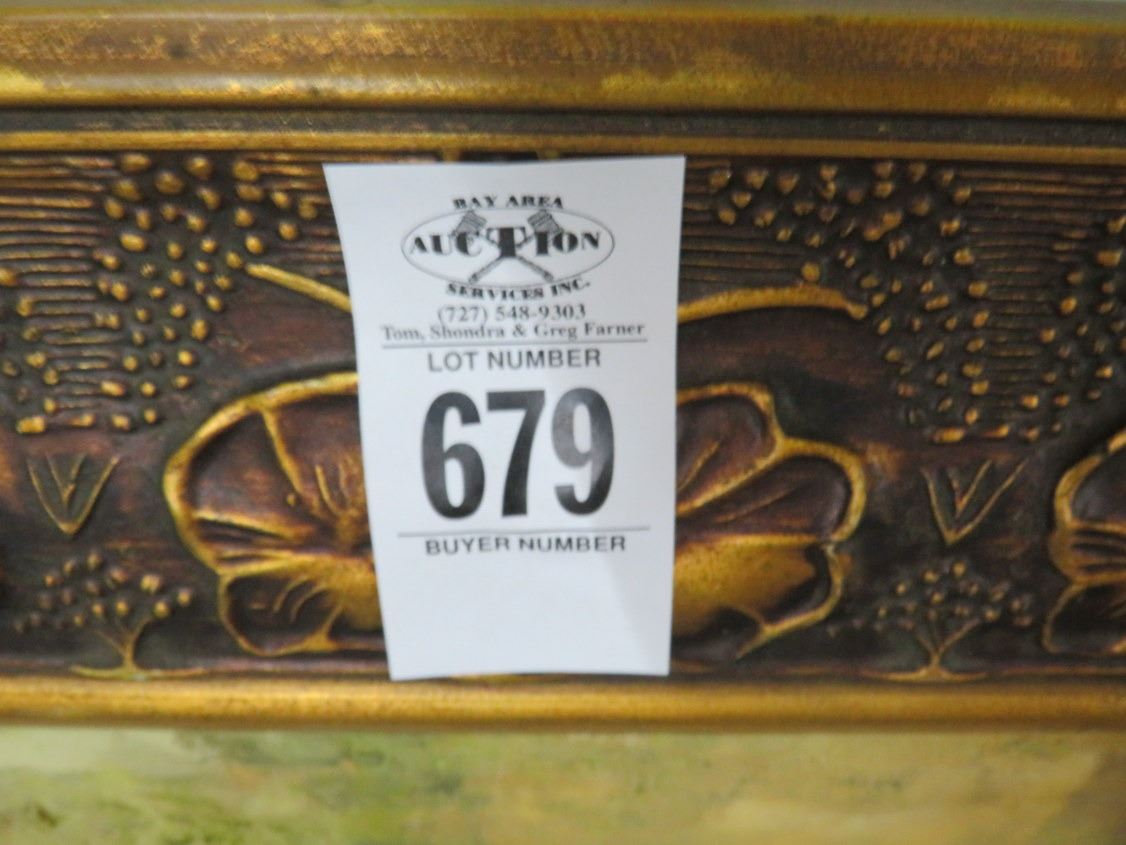 BAY AREA
AUCTION
SERVICES INC.
(727) 548-9303
Tom, Shondra & Greg Farner
LOT NUMBER
679
BUYER NUMBER